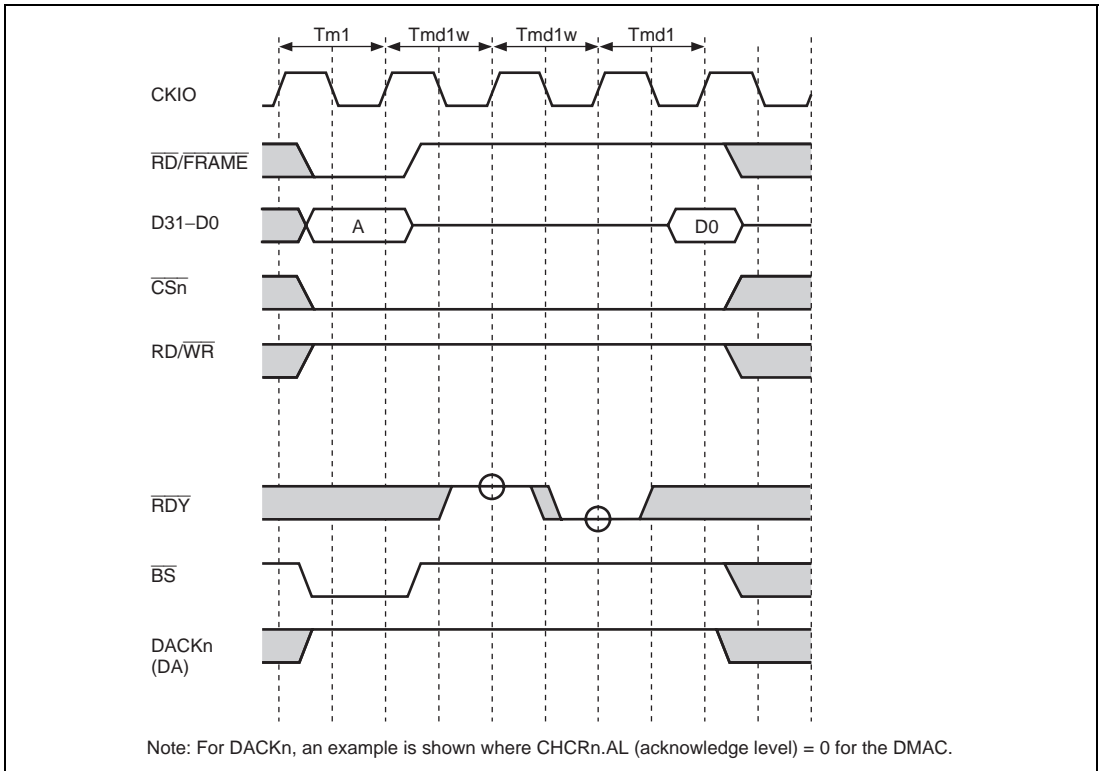 Tm1 Tmd1w Tmd1w Tmd1
CKIO
RD/FRAME
D31–D0 A D0
CSn
RD/WR
RDY
BS
DACKn
(DA)
Note: For DACKn, an example is shown where CHCRn.AL (acknowledge level) = 0 for the DMAC.